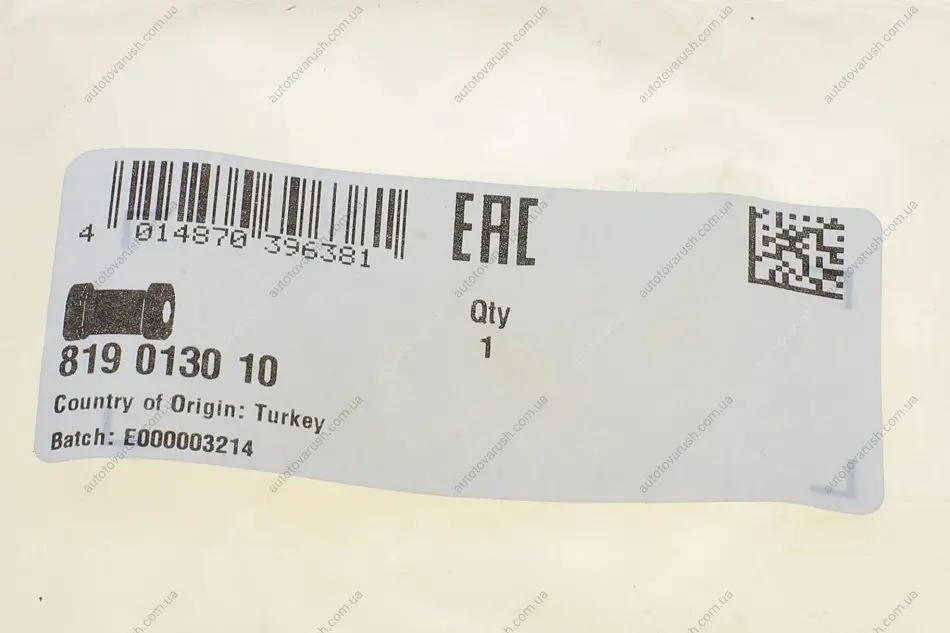 4 014870 396381
EAC
Qty
1
819 0130 10
Country of Origin: Turkey
Batch: E000003214
autotovarush.com.ua